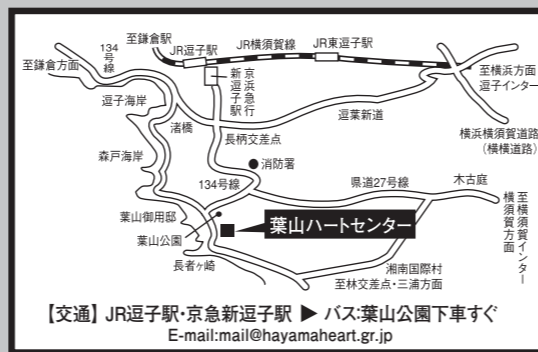 至鎌倉駅
134号線
JR逗子駅
JR横須賀線
JR東逗子駅
至鎌倉方面
京浜急行
新逗子駅
至横浜方面
逗子インター
逗子海岸
渚橋
逗葉新道
長柄交差点
横浜横須賀道路
(横横道路)
森戸海岸
消防署
134号線
県道27号線
木古庭
葉山御用邸
葉山公園
葉山ハートセンター
至横須賀インター
横須賀方面
長者ヶ崎
湘南国際村
至林交差点・三浦方面
【交通】JR逗子駅・京急新逗子駅 ▶ バス:葉山公園下車すぐ
E-mail:mail@hayamaheart.gr.jp